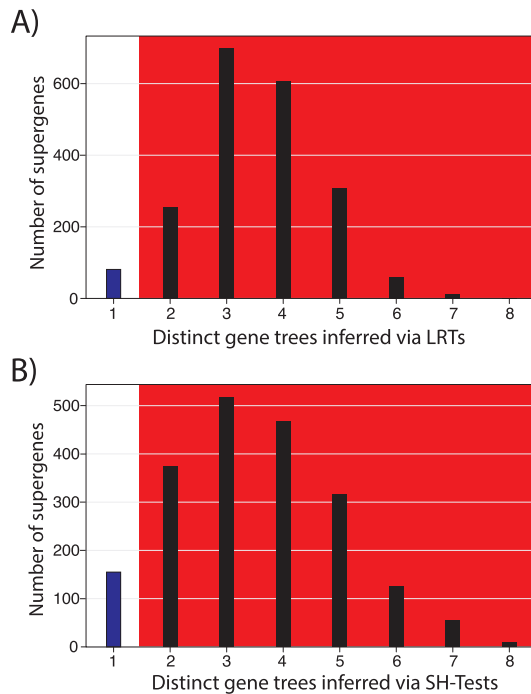 A)
Number of supergenes
600
400
200
0
1 2 3 4 5 6 7 8
Distinct gene trees inferred via LRTs
B)
Number of supergenes
500
400
300
200
100
0
1 2 3 4 5 6 7 8
Distinct gene trees inferred via SH-Tests